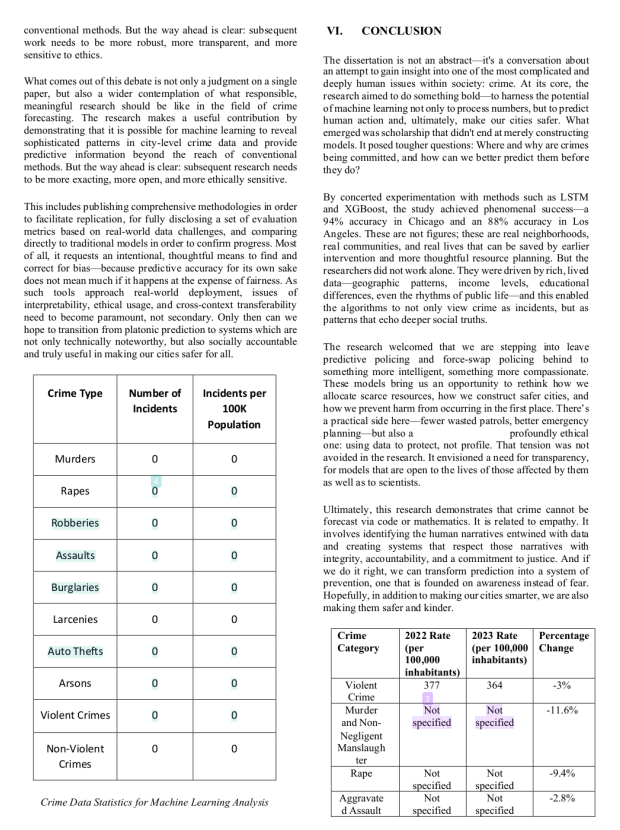 conventional methods. But the way ahead is clear: subsequent
work needs to be more robust, more transparent, and more
sensitive to ethics.
What comes out of this debate is not only a judgment on a single
paper, but also a wider contemplation of what responsible,
meaningful research should be like in the field of crime
forecasting. The research makes a useful contribution by
demonstrating that it is possible for machine learning to reveal
sophisticated patterns in city-level crime data and provide
predictive information beyond the reach of conventional
methods. But the way ahead is clear: subsequent research needs
to be more exacting, more open, and more ethically sensitive.
This includes publishing comprehensive methodologies in order
to facilitate replication, for fully disclosing a set of evaluation
metrics based on real-world data challenges, and comparing
directly to traditional models in order to confirm progress. Most
of all, it requests an intentional, thoughtful means to find and
correct for bias—because predictive accuracy for its own sake
does not mean much if it happens at the expense of fairness. As
such tools approach real-world deployment, issues of
interpretability, ethical usage, and cross-context transferability
need to become paramount, not secondary. Only then can we
hope to transition from platonic prediction to systems which are
not only technically noteworthy, but also socially accountable
and truly useful in making our cities safer for all.
Crime Type Number of Incidents Incidents per 100K Population
Murders 0 0
Rapes 0 0
Robberies 0 0
Assaults 0 0
Burglaries 0 0
Larcenies 0 0
Auto Thefts 0 0
Arsons 0 0
Violent Crimes 0 0
Non-Violent Crimes 0 0
Crime Data Statistics for Machine Learning Analysis
VI. CONCLUSION
The dissertation is not an abstract—it's a conversation about
an attempt to gain insight into one of the most complicated and
deeply human issues within society: crime. At its core, the
research aimed to do something bold—to harness the potential
of machine learning not only to process numbers, but to predict
human action and, ultimately, make our cities safer. What
emerged was scholarship that didn't end at merely constructing
models. It posed tougher questions: Where and why are crimes
being committed, and how can we better predict them before
they do?
By concerted experimentation with methods such as LSTM
and XGBoost, the study achieved phenomenal success—a
94% accuracy in Chicago and an 88% accuracy in Los
Angeles. These are not figures; these are real neighborhoods,
real communities, and real lives that can be saved by earlier
intervention and more thoughtful resource planning. But the
researchers did not work alone. They were driven by rich, lived
data—geographic patterns, income levels, educational
differences, even the rhythms of public life—and this enabled
the algorithms to not only view crime as incidents, but as
patterns that echo deeper social truths.
The research welcomed that we are stepping into leave
predictive policing and force-swap policing behind to
something more intelligent, something more compassionate.
These models bring us an opportunity to rethink how we
allocate scarce resources, how we construct safer cities, and
how we prevent harm from occurring in the first place. There's
a practical side here—fewer wasted patrols, better emergency
planning—but also a profoundly ethical
one: using data to protect, not profile. That tension was not
avoided in the research. It envisioned a need for transparency,
for models that are open to the lives of those affected by them
as well as to scientists.
Ultimately, this research demonstrates that crime cannot be
forecast via code or mathematics. It is related to empathy. It
involves identifying the human narratives entwined with data
and creating systems that respect those narratives with
integrity, accountability, and a commitment to justice. And if
we do it right, we can transform prediction into a system of
prevention, one that is founded on awareness instead of fear.
Hopefully, in addition to making our cities smarter, we are also
making them safer and kinder.
Crime Category 2022 Rate (per 100,000 inhabitants) 2023 Rate (per 100,000 inhabitants) Percentage Change
Violent Crime 377 364 -3%
Murder and Non-Negligent Manslaughter Not specified Not specified -11.6%
Rape Not specified Not specified -9.4%
Aggravated Assault Not specified Not specified -2.8%